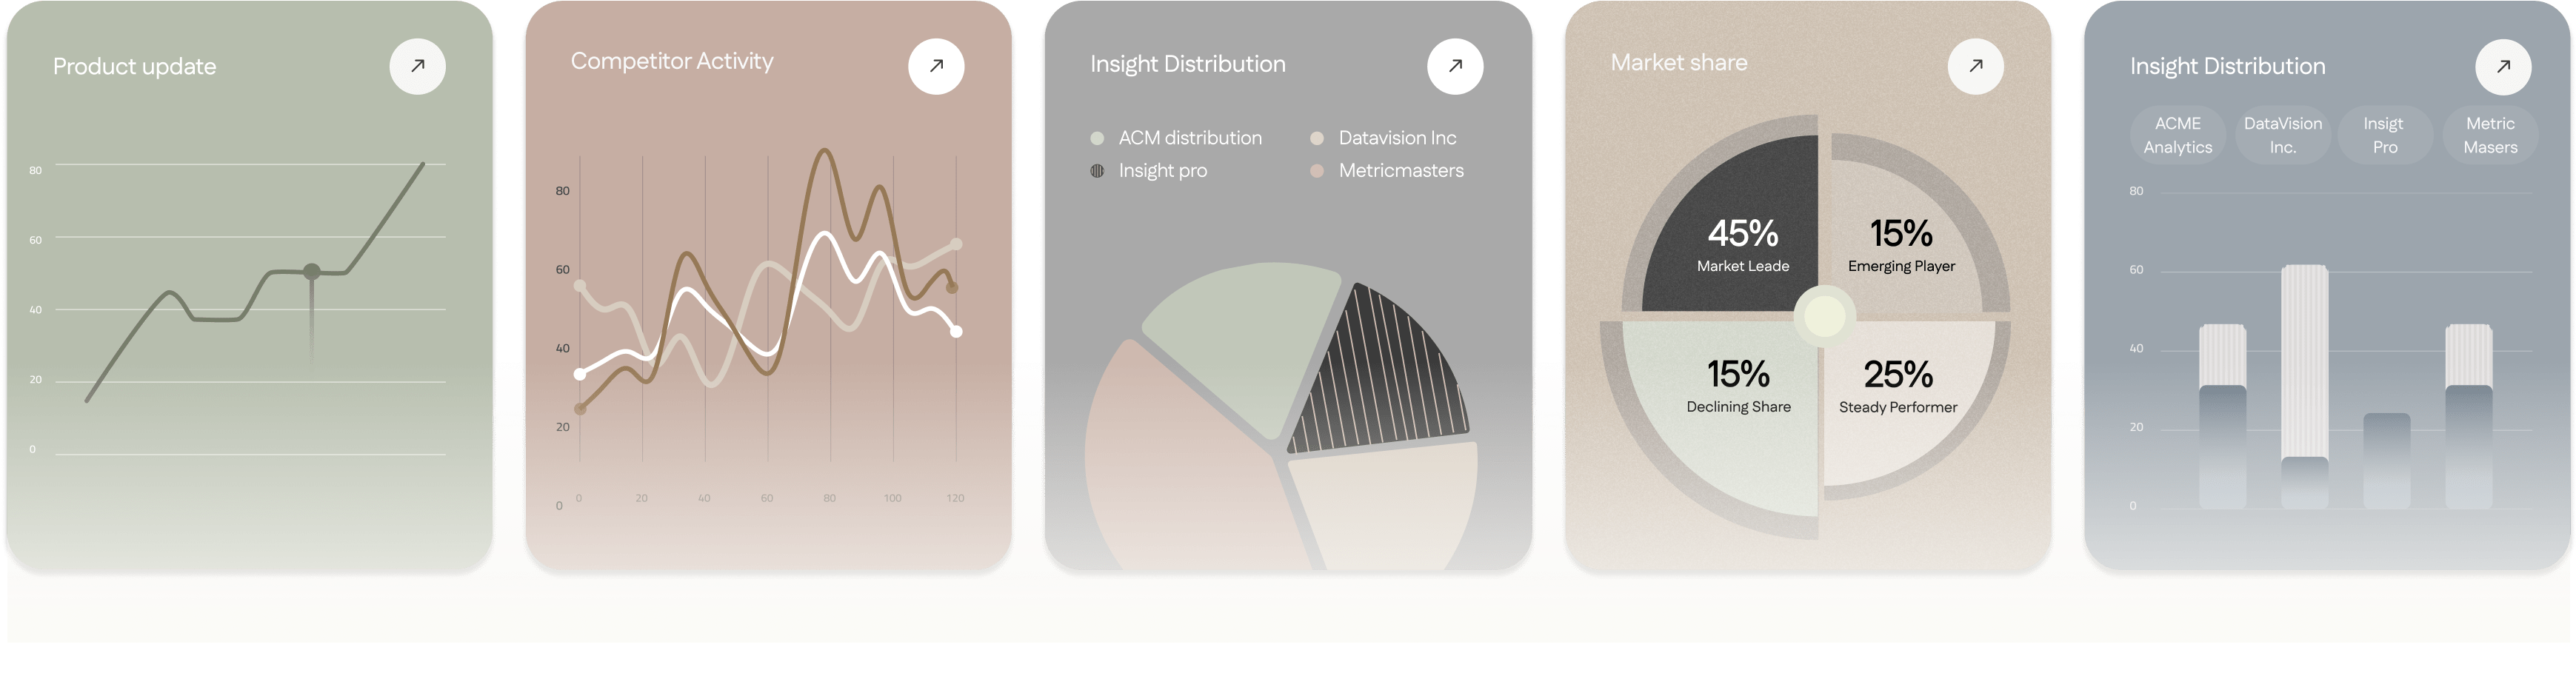 Product update
80
60
40
20
0
Competitor Activity
80
60
40
20
0
0 20 40 60 80 100 120
Insight Distribution
ACM distribution
Datavision Inc
Insight pro
Metricmasters
Market share
45%
Market Leade
15%
Emerging Player
15%
Declining Share
25%
Steady Performer
Insight Distribution
ACME
Analytics
DataVision
Inc.
Insigt
Pro
Metric
Masers
80
60
40
20
0